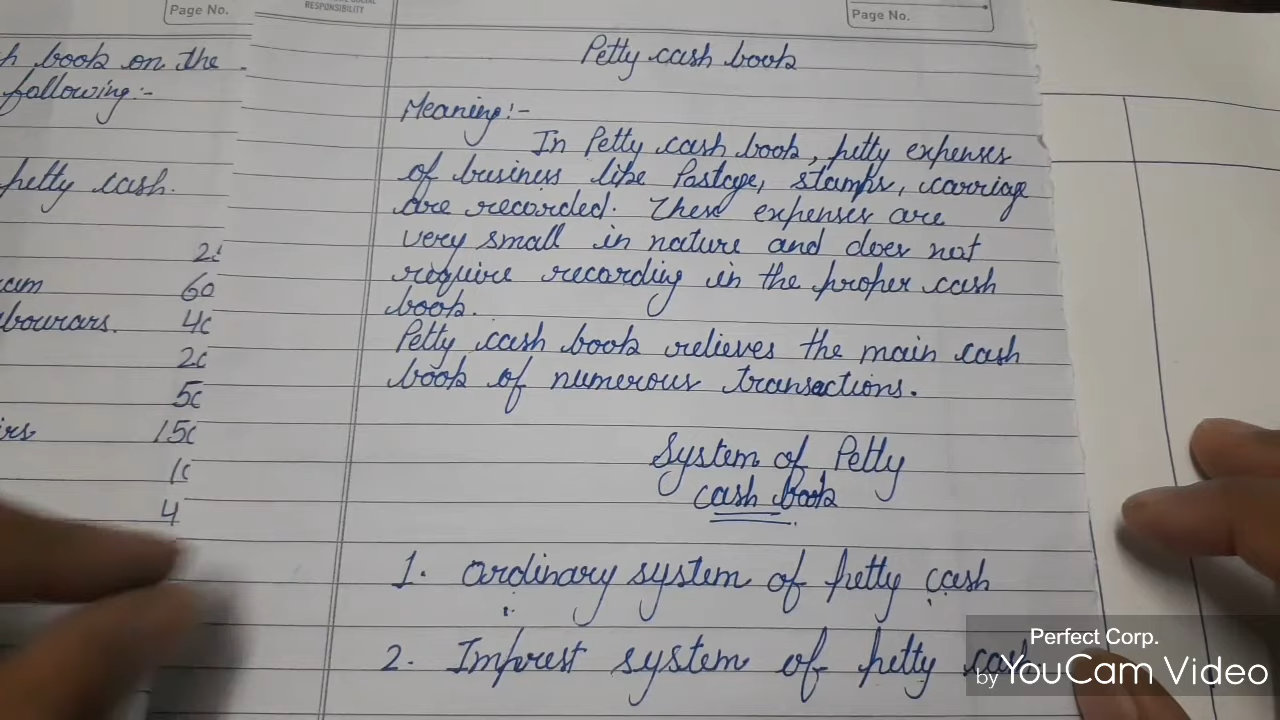 Page No.
RESPONSIBILITY
Page No.
h book on the
following:-
petty cash.
60
bourars.
4
Petty cash book
Meaning:-
In Petty cash book, petty expenses
of business like Postage, stamps, carriage
are recorded. These expenses are
very small in nature and does not
require recording in the proper cash
book.
Petty cash book relieves the main cash
book of numerous transactions.
System of Petty
cash book
1. ordinary system of petty cash
2. Imprest system of petty cash
Perfect Corp.
by YouCam Video